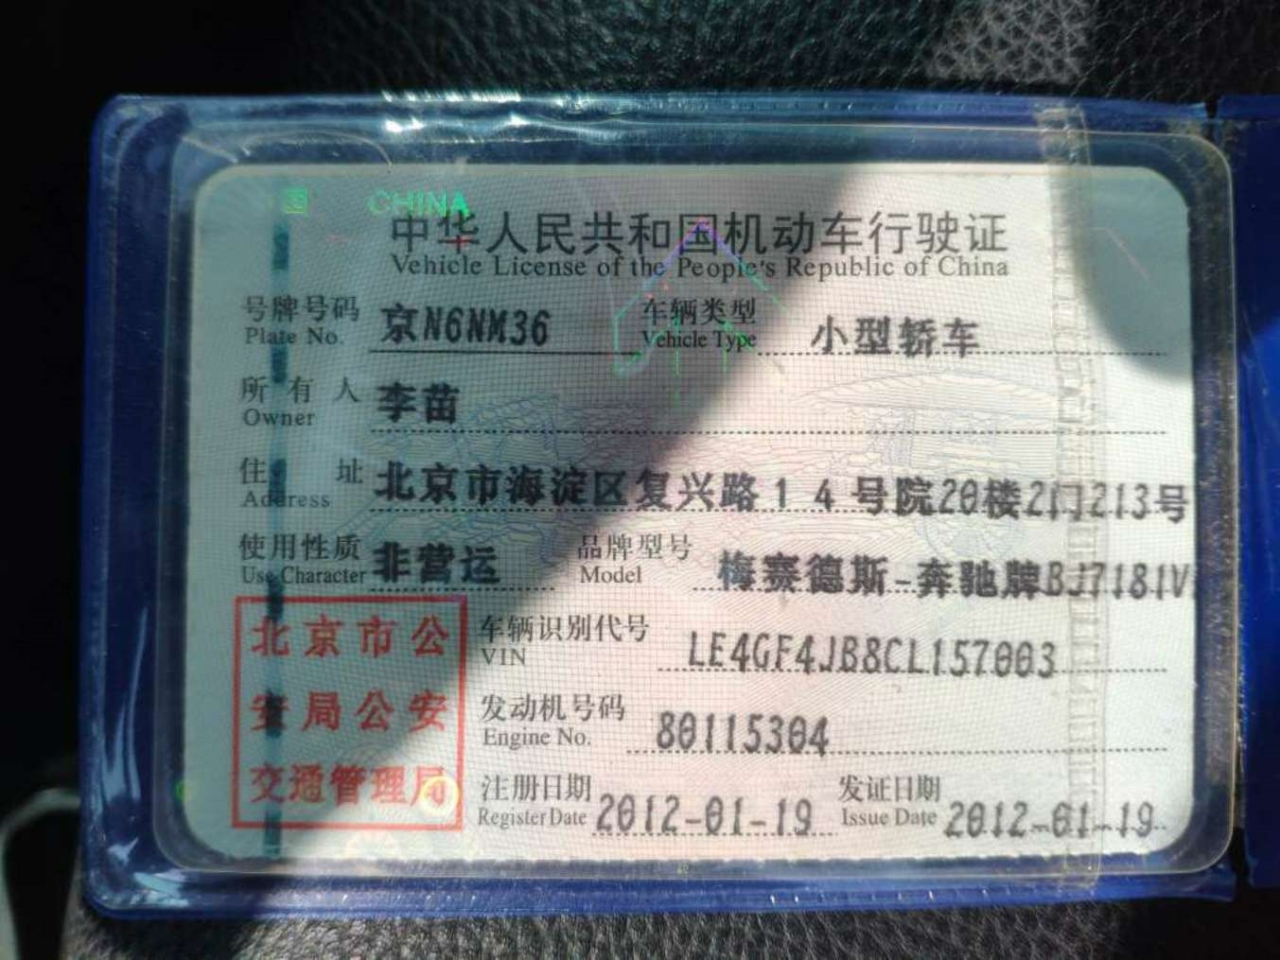 国 CHINA
中华人民共和国机动车行驶证
Vehicle License of the People's Republic of China
号牌号码 京N6NM36 车辆类型 小型轿车
Plate No. Vehicle Type
所有人 李苗
Owner
住址 北京市海淀区复兴路14号院20楼2门213号
Address
使用性质 非营运 品牌型号 梅赛德斯-奔驰牌BJ7181V
Use Character Model
北京市公
安局公安
交通管理局
车辆识别代号 LE4GF4JB8CL157003
VIN
发动机号码 80115304
Engine No.
注册日期 2012-01-19 发证日期 2012-01-19
Register Date Issue Date